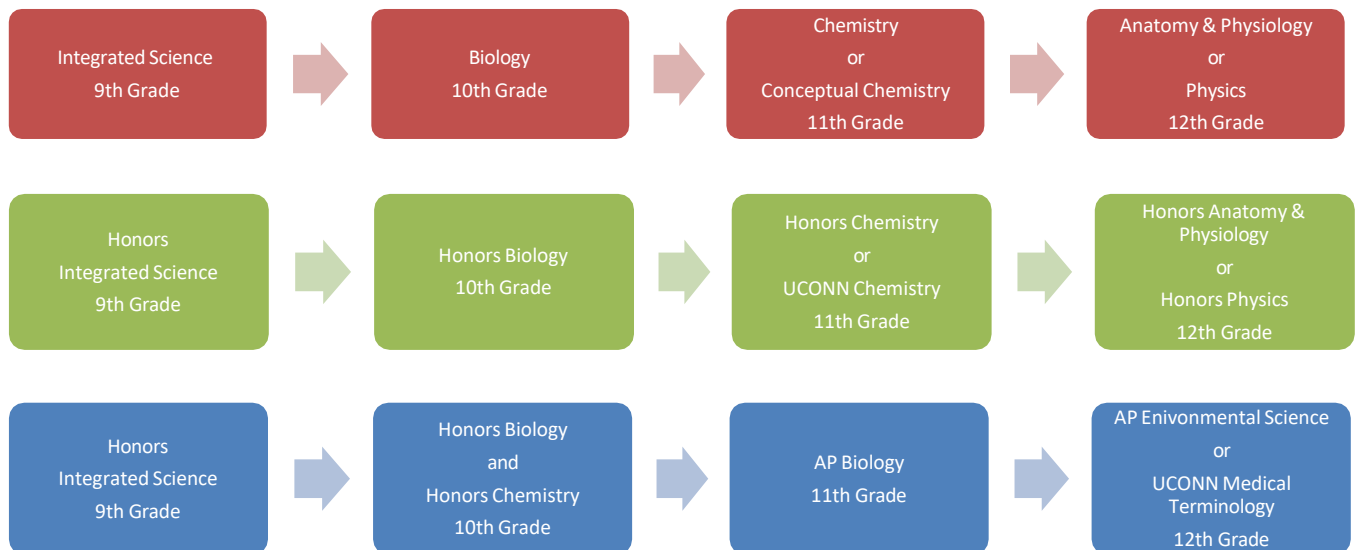 Integrated Science
9th Grade
Biology
10th Grade
Chemistry
or
Conceptual Chemistry
11th Grade
Anatomy & Physiology
or
Physics
12th Grade
Honors
Integrated Science
9th Grade
Honors Biology
10th Grade
Honors Chemistry
or
UCONN Chemistry
11th Grade
Honors Anatomy &
Physiology
or
Honors Physics
12th Grade
Honors
Integrated Science
9th Grade
Honors Biology
and
Honors Chemistry
10th Grade
AP Biology
11th Grade
AP Enivonmental Science
or
UCONN Medical
Terminology
12th Grade